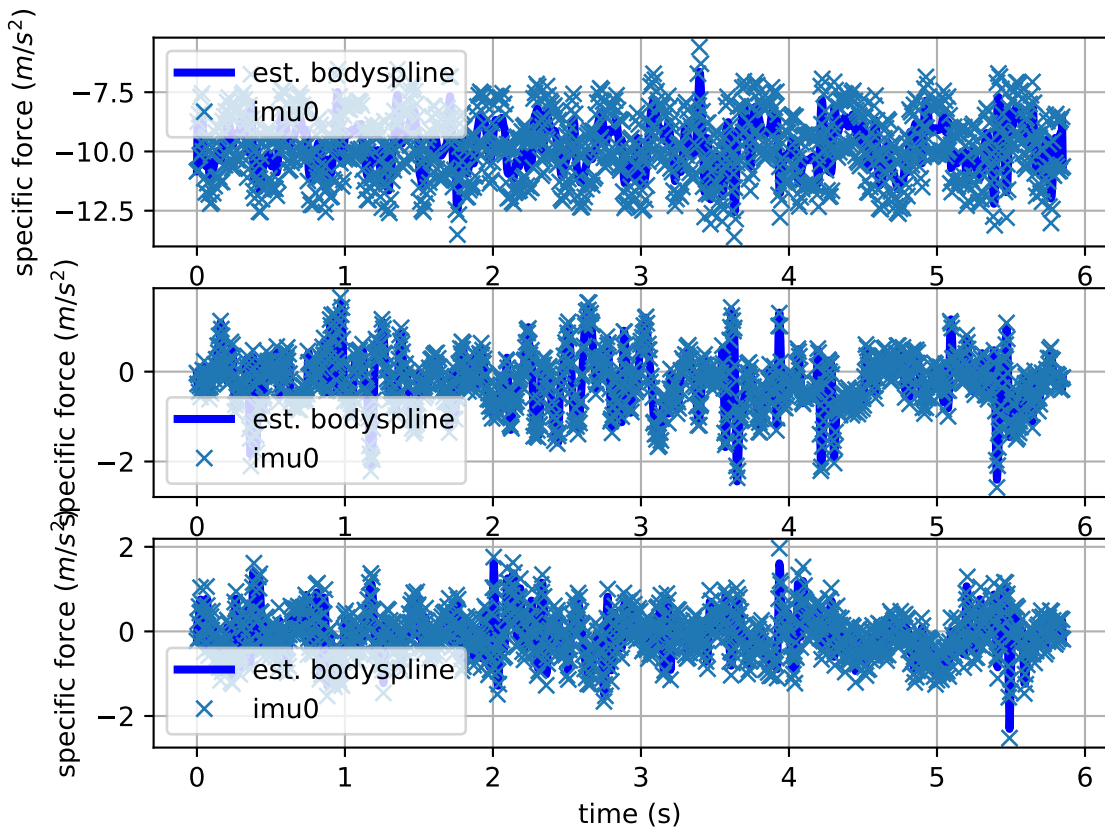 specific force (m/s²)
−7.5
−10.0
−12.5
est. bodyspline
imu0
0 1 2 3 4 5 6
specific force (m/s²)
0
−2
est. bodyspline
imu0
0 1 2 3 4 5 6
specific force (m/s²)
2
0
−2
est. bodyspline
imu0
0 1 2 3 4 5 6
time (s)